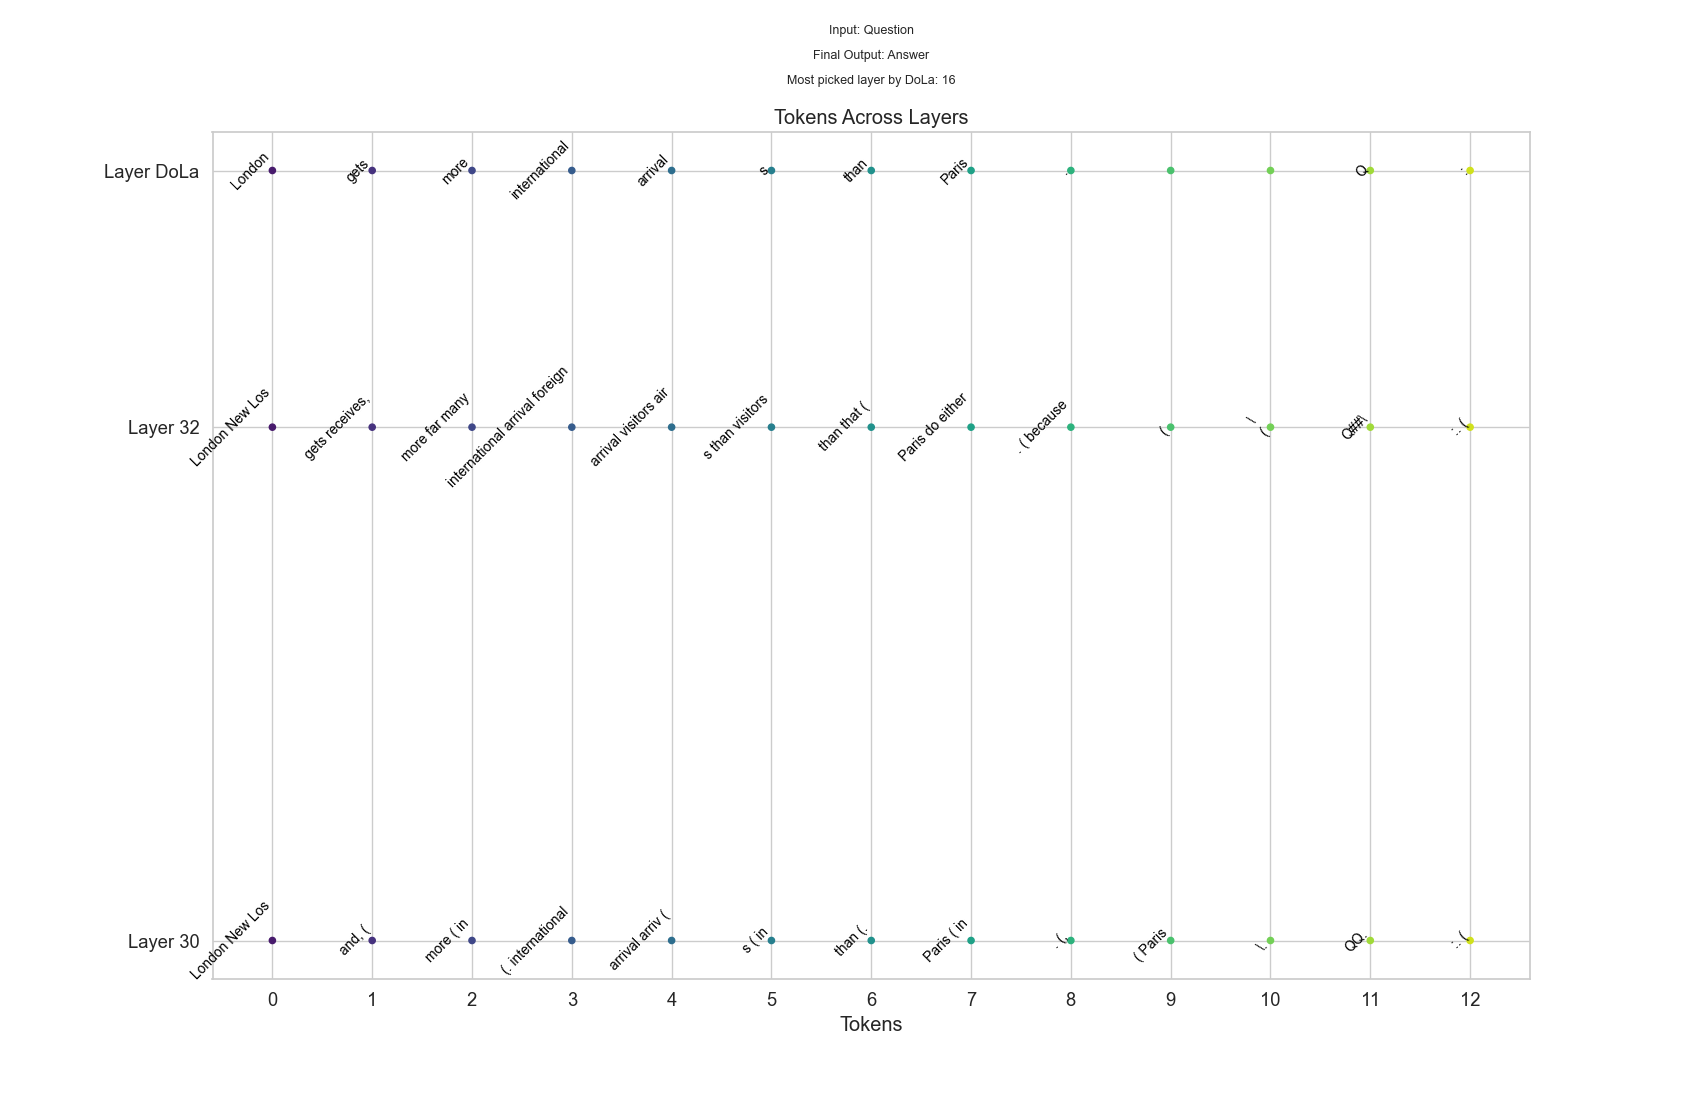 Input: Question
Final Output: Answer
Most picked layer by DoLa: 16
Tokens Across Layers
Layer DoLa
London
gets
more
international
arrival
s
than
Paris
.
Q
:
Layer 32
London New Los
gets receives,
more far many
international arrival foreign
arrival visitors air
s than visitors
than that (
Paris do either
. ( because
(
\
(
Q##\
:. (
Layer 30
London New Los
and, (
more ( in
(. international
arrival arriv (
s ( in
than (.
Paris ( in
. (,
( Paris
\.
QQ.
:. (
0 1 2 3 4 5 6 7 8 9 10 11 12
Tokens